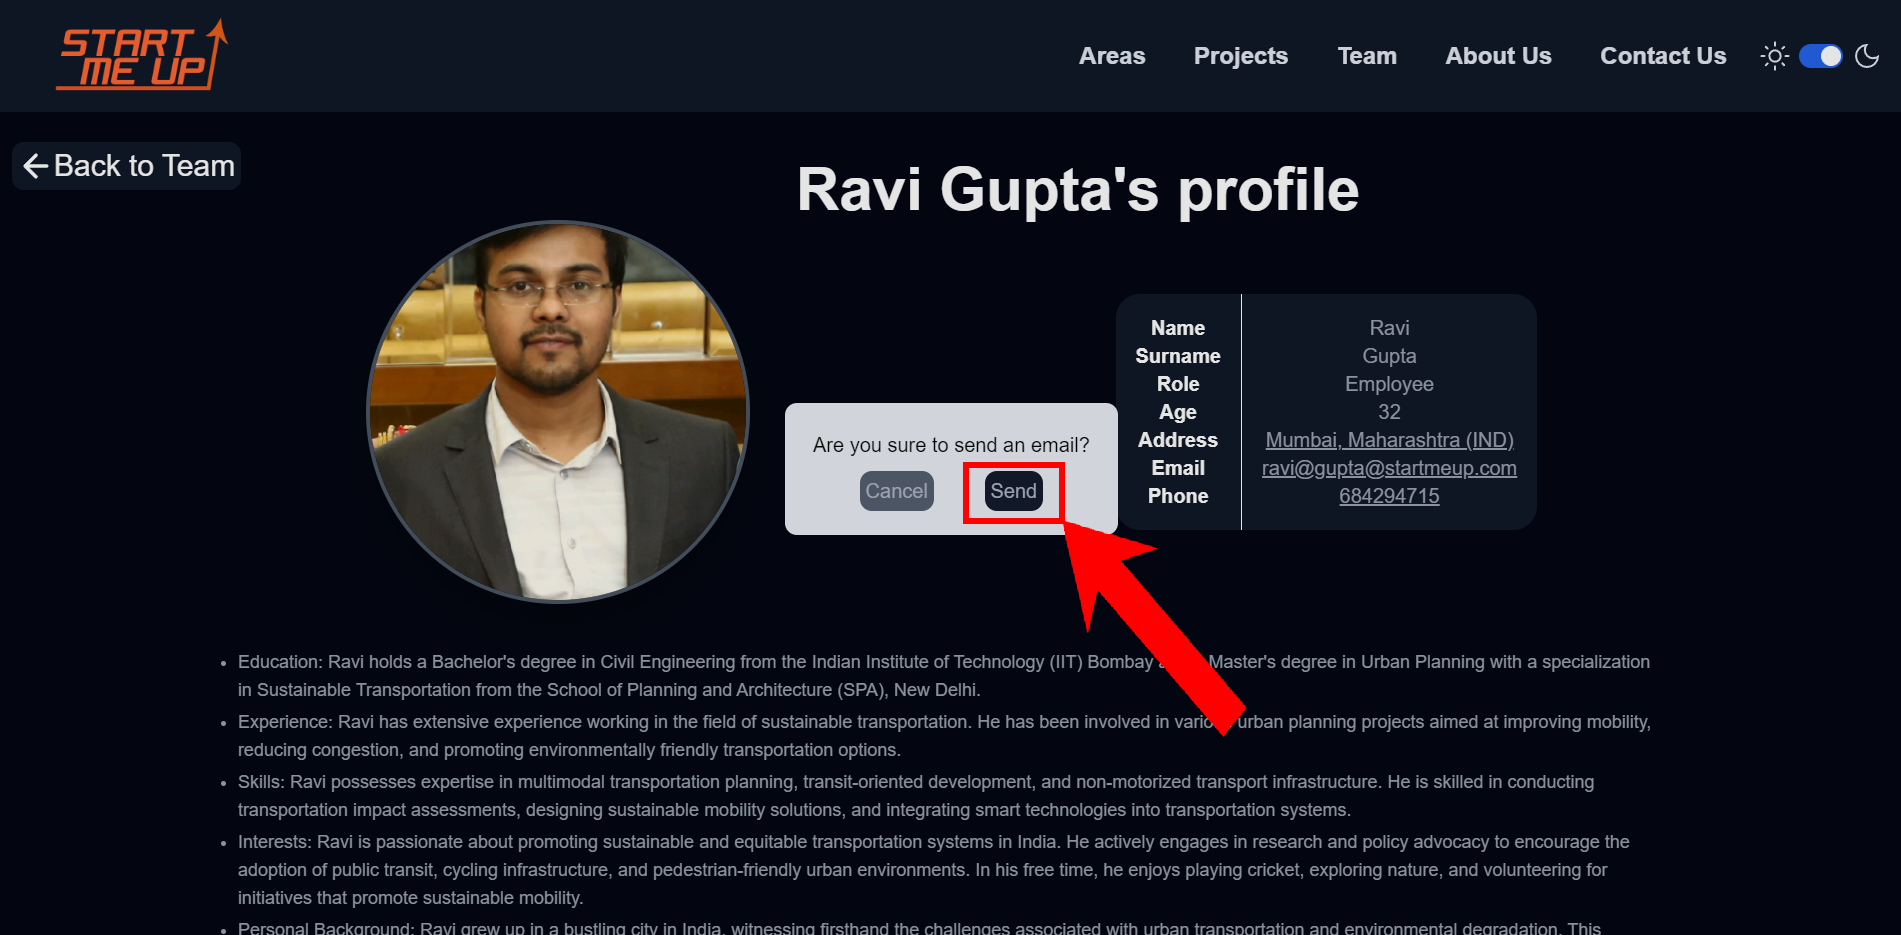 START
ME UP
Areas Projects Team About Us Contact Us
Back to Team
Ravi Gupta's profile
Name Ravi
Surname Gupta
Role Employee
Age 32
Address Mumbai, Maharashtra (IND)
Email ravi@gupta@startmeup.com
Phone 684294715
Are you sure to send an email?
Cancel Send
• Education: Ravi holds a Bachelor's degree in Civil Engineering from the Indian Institute of Technology (IIT) Bombay Master's degree in Urban Planning with a specialization
in Sustainable Transportation from the School of Planning and Architecture (SPA), New Delhi.
• Experience: Ravi has extensive experience working in the field of sustainable transportation. He has been involved in various urban planning projects aimed at improving mobility,
reducing congestion, and promoting environmentally friendly transportation options.
• Skills: Ravi possesses expertise in multimodal transportation planning, transit-oriented development, and non-motorized transport infrastructure. He is skilled in conducting
transportation impact assessments, designing sustainable mobility solutions, and integrating smart technologies into transportation systems.
• Interests: Ravi is passionate about promoting sustainable and equitable transportation systems in India. He actively engages in research and policy advocacy to encourage the
adoption of public transit, cycling infrastructure, and pedestrian-friendly urban environments. In his free time, he enjoys playing cricket, exploring nature, and volunteering for
initiatives that promote sustainable mobility.
• Personal Background: Ravi grew up in a bustling city in India, witnessing firsthand the challenges associated with urban transportation and environmental degradation. This